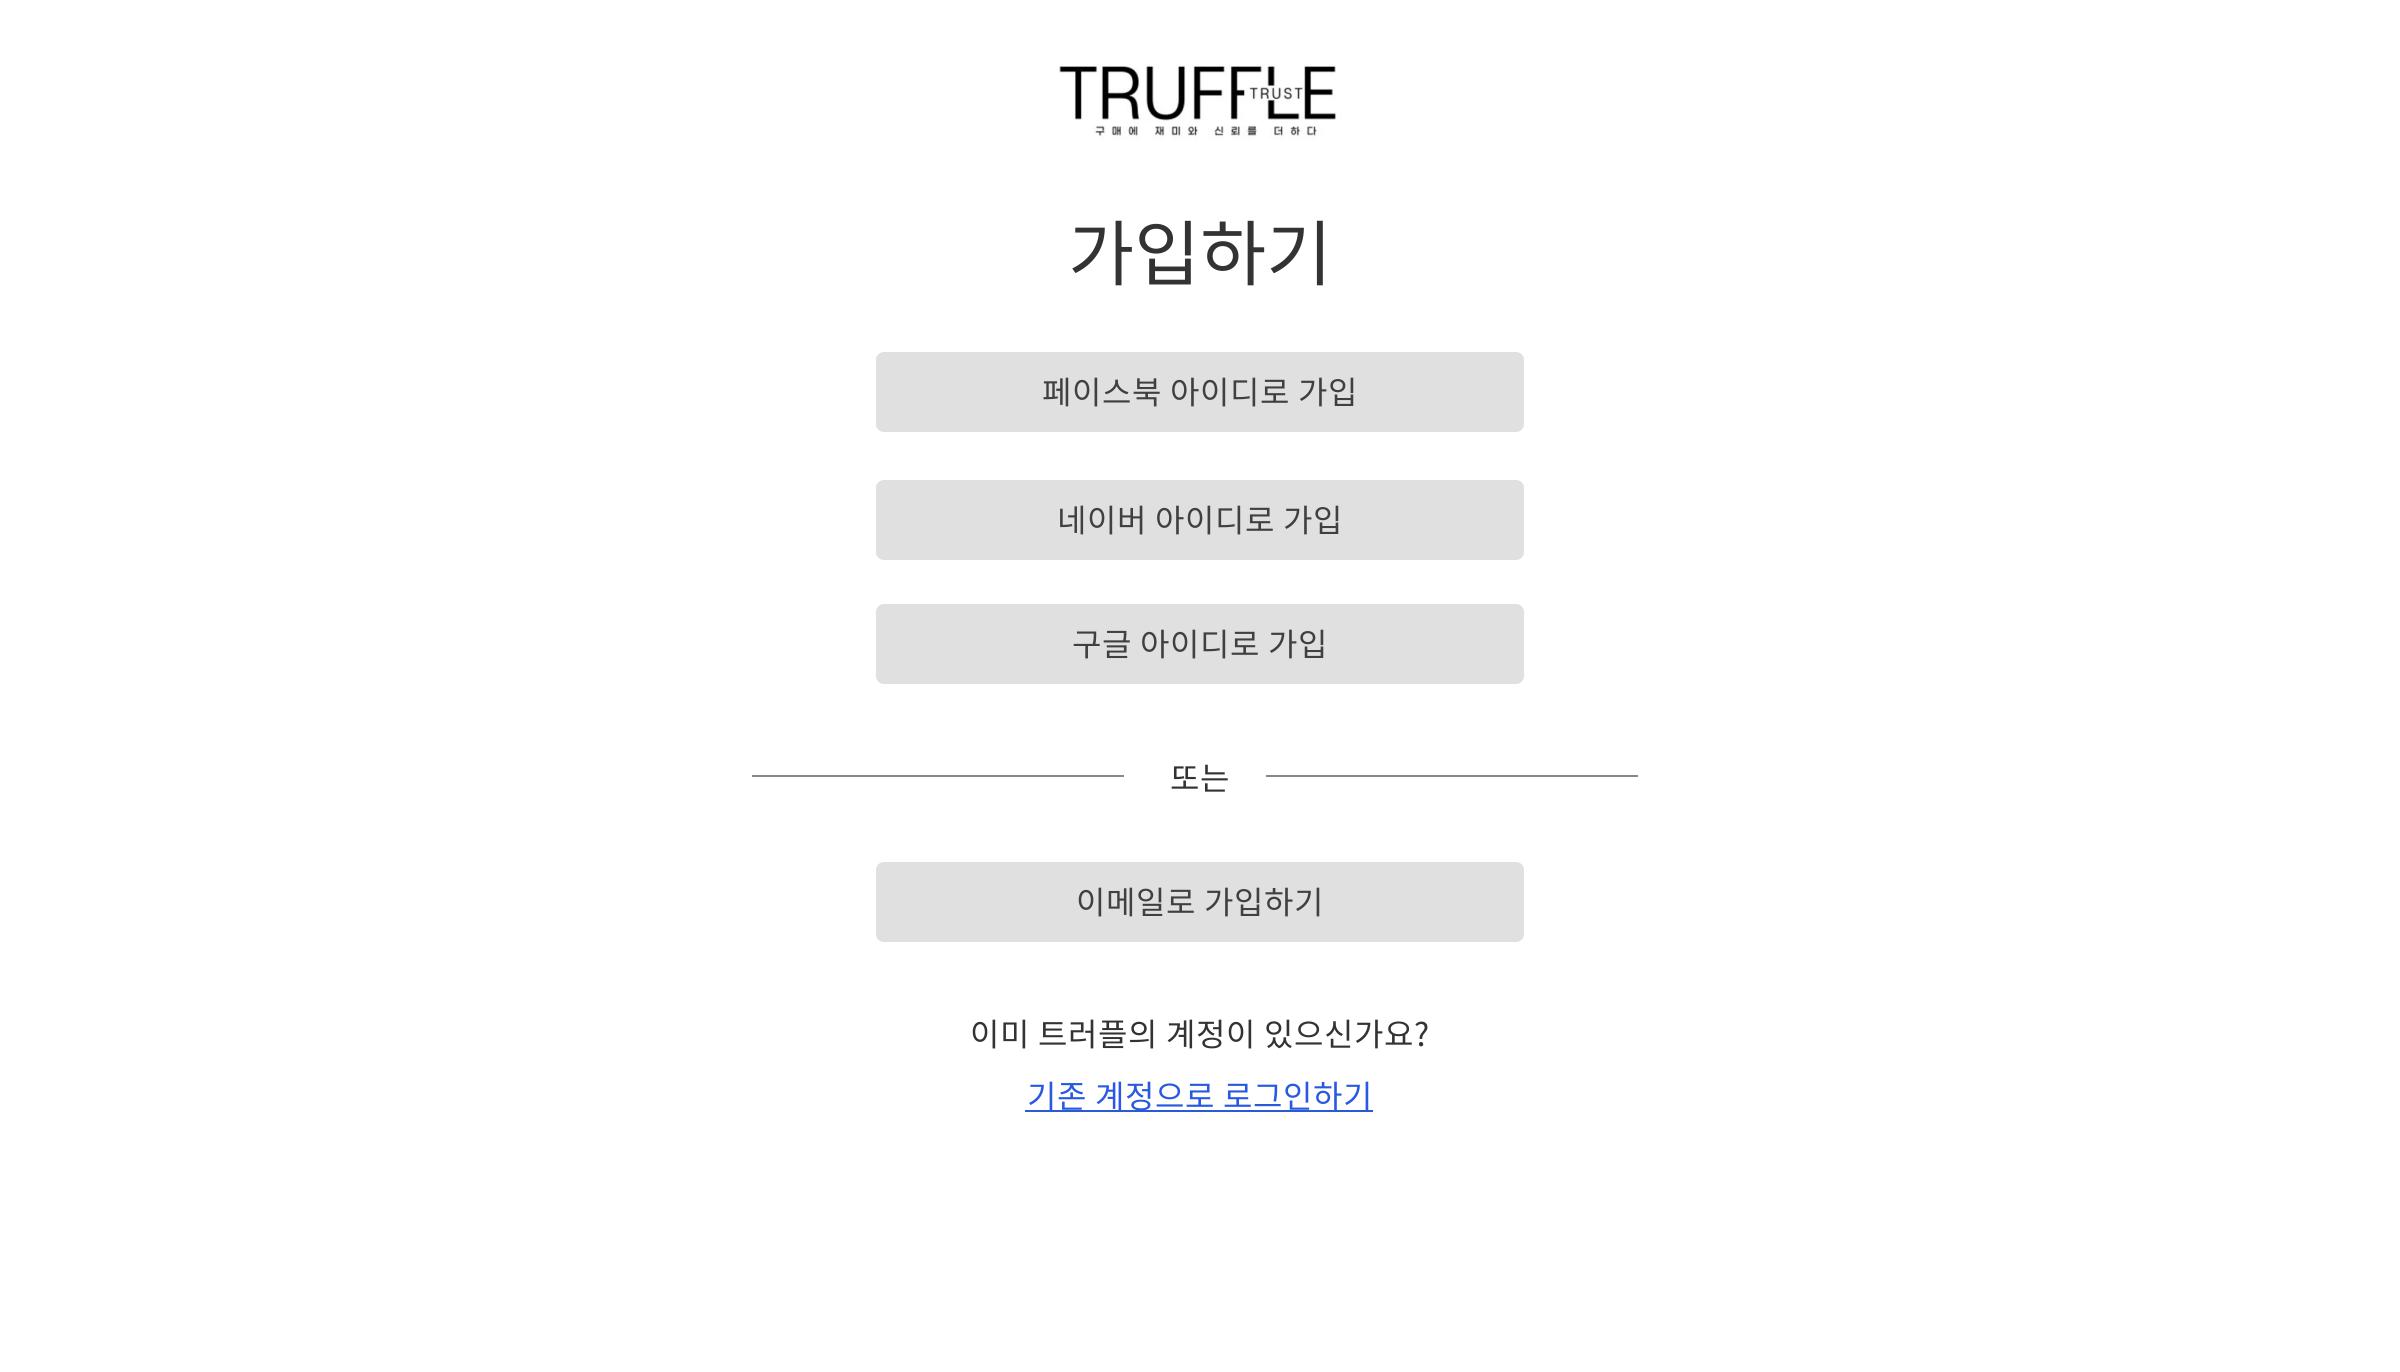 TRUFFLE
TRUST
구매에 재미와 신뢰를 더하다
가입하기
페이스북 아이디로 가입
네이버 아이디로 가입
구글 아이디로 가입
또는
이메일로 가입하기
이미 트러플의 계정이 있으신가요?
기존 계정으로 로그인하기